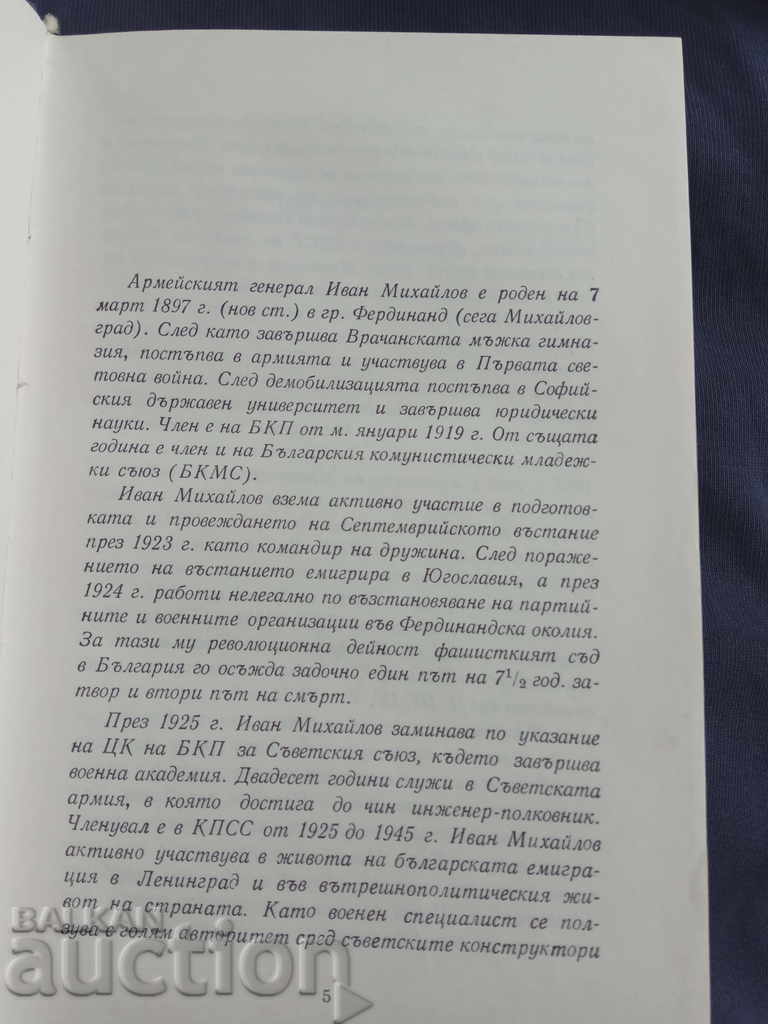 Армейският генерал Иван Михайлов е роден на 7
март 1897 г. (нов ст.) в гр. Фердинанд (сега Михайлов-
град). След като завършва Врачанската мъжка гимна-
зия, постъпва в армията и участвува в Първата све-
товна война. След демобилизацията постъпва в Софий-
ския държавен университет и завършва юридически
науки. Член е на БКП от м. януари 1919 г. От същата
година е член и на Българския комунистически младеж-
ки съюз (БКМС).
Иван Михайлов взема активно участие в подготов-
ката и провеждането на Септемврийското въстание
през 1923 г. като командир на дружина. След пораже-
нието на въстанието емигрира в Югославия, а през
1924 г. работи нелегално по възстановяване на партий-
ните и военните организации във Фердинандска околия.
За тази му революционна дейност фашисткият съд
в България го осъжда задочно един път на 7¹/₂ год. за-
твор и втори път на смърт.
През 1925 г. Иван Михайлов заминава по указание
на ЦК на БКП за Съветския съюз, където завършва
военна академия. Двадесет години служи в Съветската
армия, в която достига до чин инженер-полковник.
Членувал е в КПСС от 1925 до 1945 г. Иван Михайлов
активно участвува в живота на българската емигра-
ция в Ленинград и във вътрешнополитическия жи-
вот на страната. Като военен специалист се пол-
зува с голям авторитет сред съветските конструктори
5
BALKAN
auction